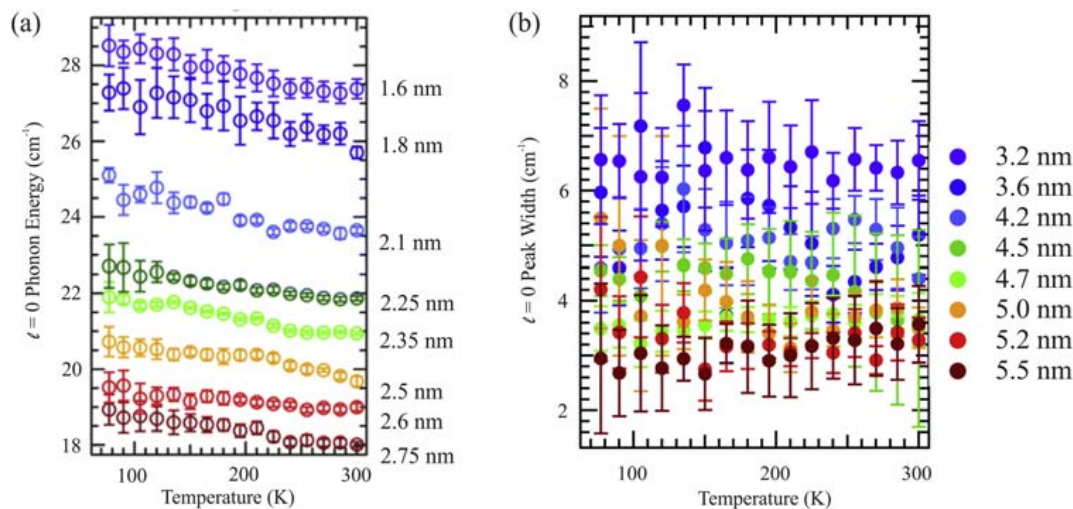 (a)
ℓ = 0 Phonon Energy (cm⁻¹)
28
26
24
22
20
18
100
200
300
Temperature (K)
1.6 nm
1.8 nm
2.1 nm
2.25 nm
2.35 nm
2.5 nm
2.6 nm
2.75 nm
(b)
ℓ = 0 Peak Width (cm⁻¹)
8
6
4
2
100
200
300
Temperature (K)
3.2 nm
3.6 nm
4.2 nm
4.5 nm
4.7 nm
5.0 nm
5.2 nm
5.5 nm